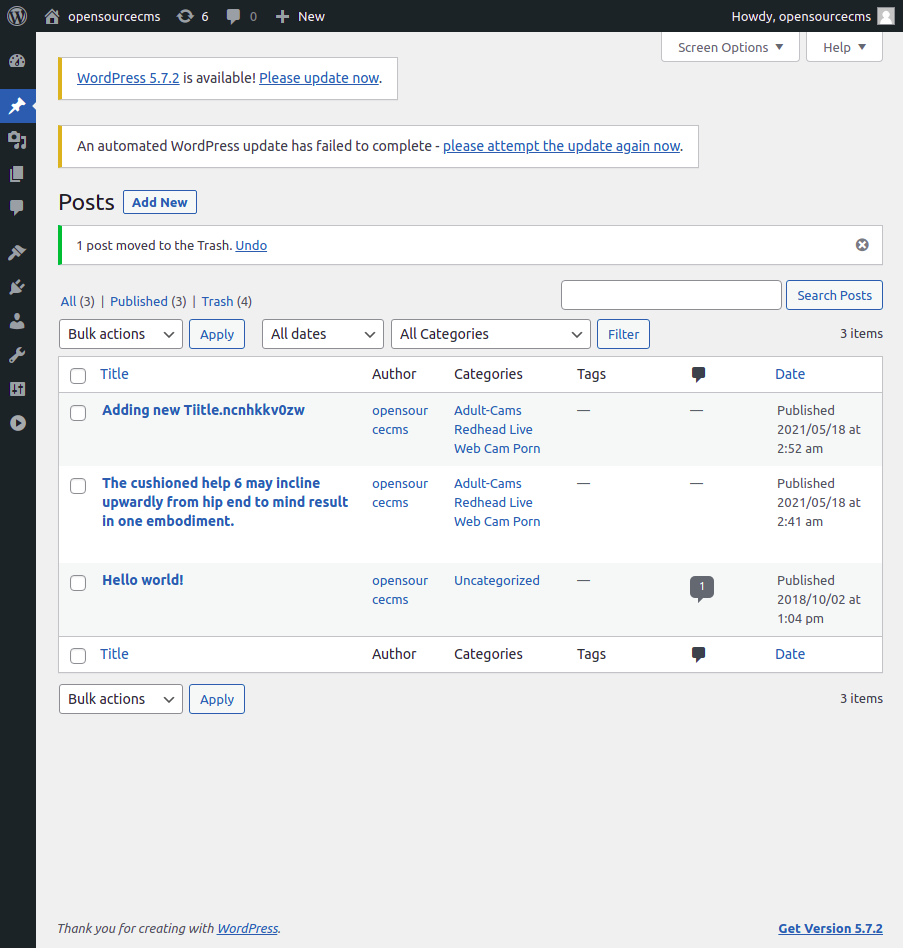 opensourcecms 6 0 New Howdy, opensourcecms
Screen Options Help
WordPress 5.7.2 is available! Please update now.
An automated WordPress update has failed to complete - please attempt the update again now.
Posts Add New
1 post moved to the Trash. Undo
All (3) | Published (3) | Trash (4) Search Posts
Bulk actions Apply All dates All Categories Filter 3 items
Title Author Categories Tags Date
Adding new Tiitle.ncnhkkv0zw opensour Adult-Cams — — Published
cecms Redhead Live 2021/05/18 at
Web Cam Porn 2:52 am
The cushioned help 6 may incline opensour Adult-Cams — — Published
upwardly from hip end to mind result cecms Redhead Live 2021/05/18 at
in one embodiment. Web Cam Porn 2:41 am
Hello world! opensour Uncategorized — 1 Published
cecms 2018/10/02 at
1:04 pm
Title Author Categories Tags Date
Bulk actions Apply 3 items
Thank you for creating with WordPress. Get Version 5.7.2